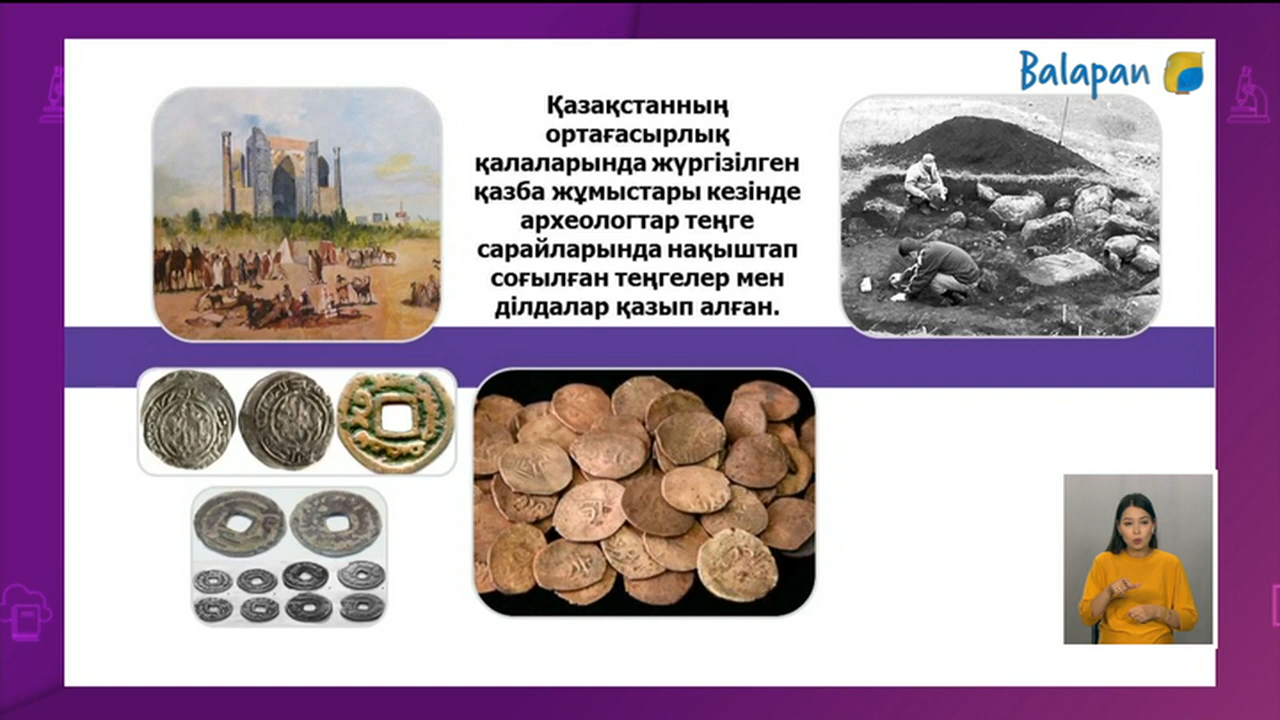 Balapan
Қазақстанның
ортағасырлық
қалаларында жүргізілген
қазба жұмыстары кезінде
археологтар теңге
сарайларында нақыштап
соғылған теңгелер мен
ділдалар қазып алған.